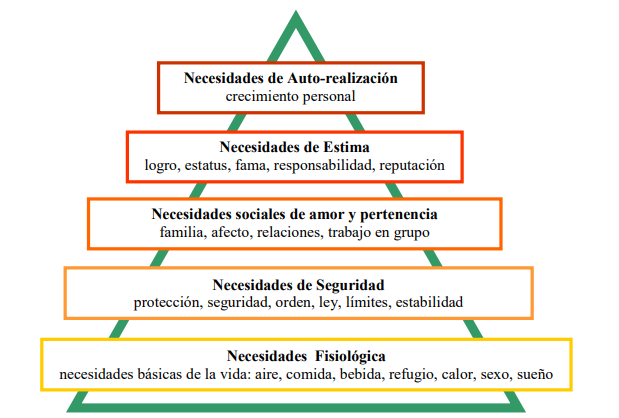 Necesidades de Auto-realización
crecimiento personal
Necesidades de Estima
logro, estatus, fama, responsabilidad, reputación
Necesidades sociales de amor y pertenencia
familia, afecto, relaciones, trabajo en grupo
Necesidades de Seguridad
protección, seguridad, orden, ley, límites, estabilidad
Necesidades Fisiológica
necesidades básicas de la vida: aire, comida, bebida, refugio, calor, sexo, sueño